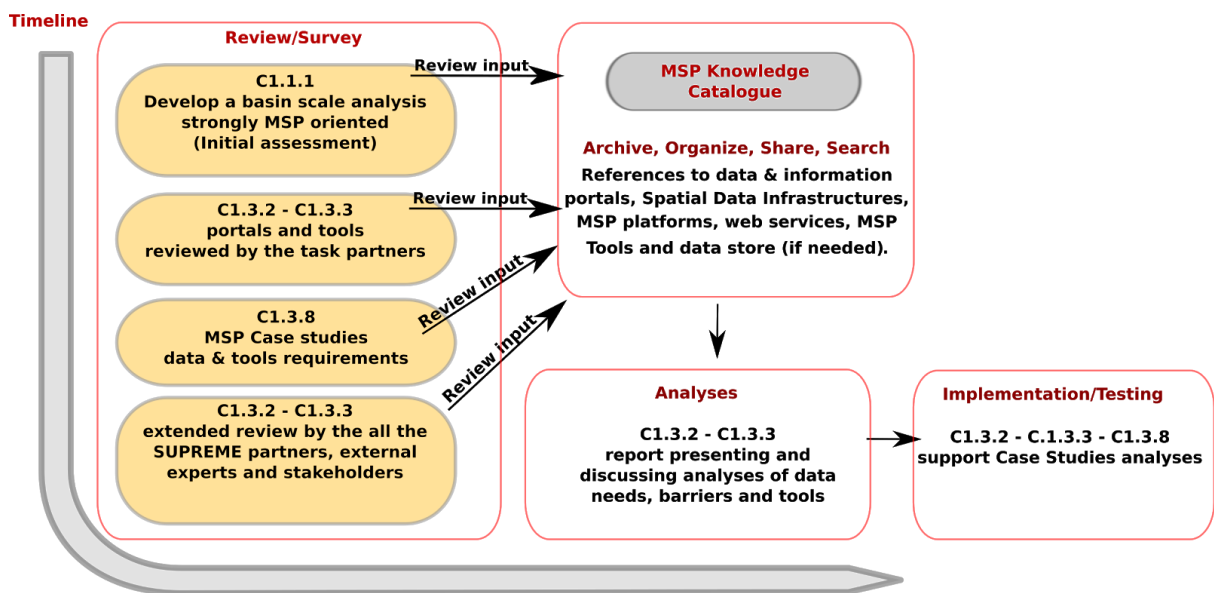 Timeline
Review/Survey
C1.1.1
Develop a basin scale analysis
strongly MSP oriented
(Initial assessment)
Review input
C1.3.2 - C1.3.3
portals and tools
reviewed by the task partners
Review input
C1.3.8
MSP Case studies
data & tools requirements
Review input
C1.3.2 - C1.3.3
extended review by the all the
SUPREME partners, external
experts and stakeholders
Review input
MSP Knowledge
Catalogue
Archive, Organize, Share, Search
References to data & information
portals, Spatial Data Infrastructures,
MSP platforms, web services, MSP
Tools and data store (if needed).
Analyses
C1.3.2 - C1.3.3
report presenting and
discussing analyses of data
needs, barriers and tools
Implementation/Testing
C1.3.2 - C.1.3.3 - C1.3.8
support Case Studies analyses